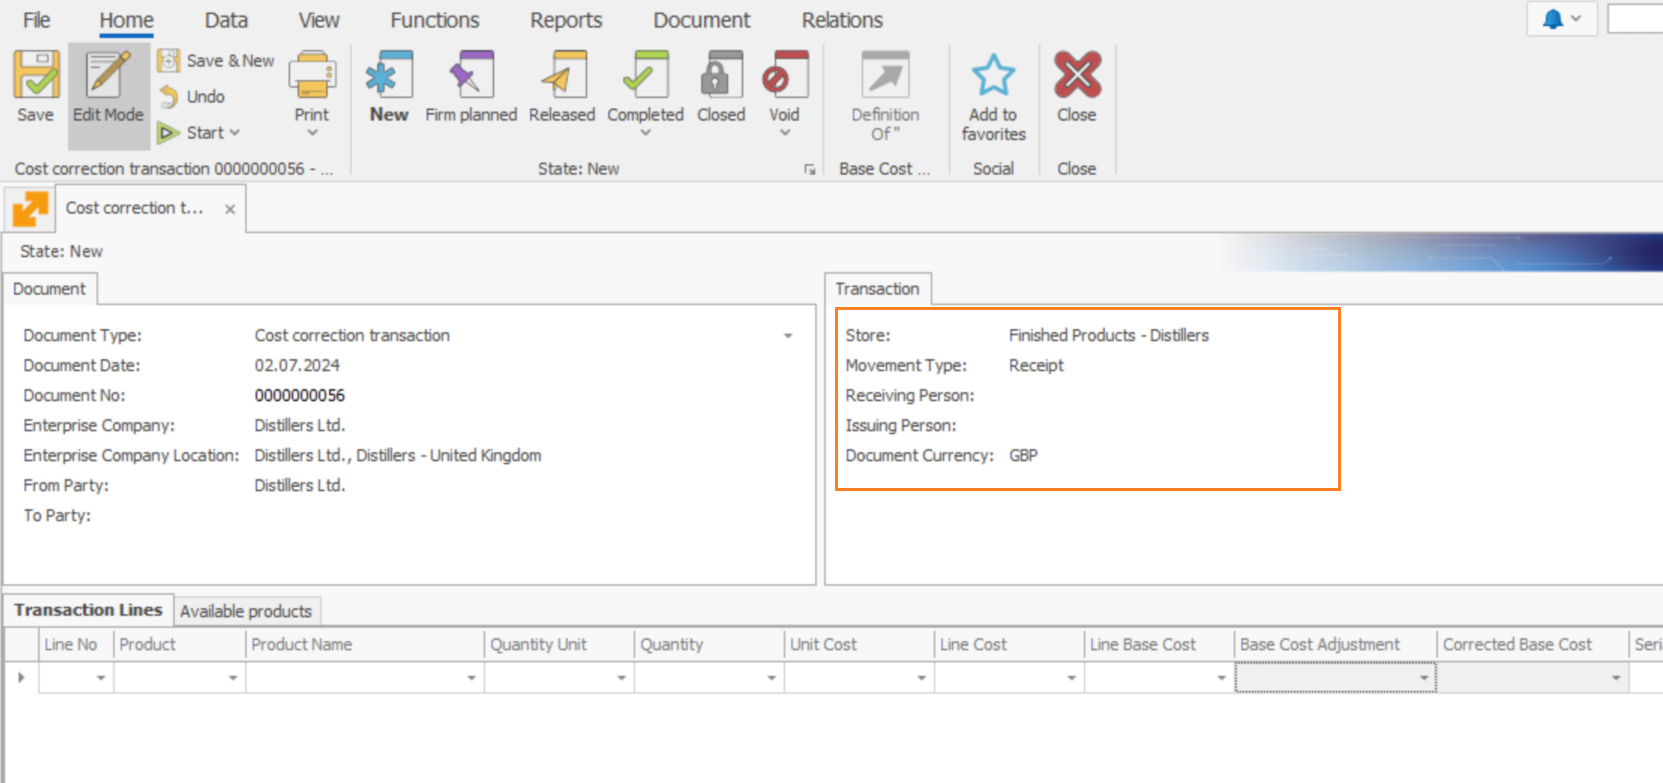 File Home Data View Functions Reports Document Relations
Save Edit Mode Save & New Undo Start Print
New Firm planned Released Completed Closed Void
Definition Of "
Add to favorites
Close
Cost correction transaction 0000000056 - ... State: New Base Cost ... Social Close
Cost correction t... ×
State: New
Document
Document Type: Cost correction transaction
Document Date: 02.07.2024
Document No: 0000000056
Enterprise Company: Distillers Ltd.
Enterprise Company Location: Distillers Ltd., Distillers - United Kingdom
From Party: Distillers Ltd.
To Party:
Transaction
Store: Finished Products - Distillers
Movement Type: Receipt
Receiving Person:
Issuing Person:
Document Currency: GBP
Transaction Lines Available products
Line No Product Product Name Quantity Unit Quantity Unit Cost Line Cost Line Base Cost Base Cost Adjustment Corrected Base Cost Seri